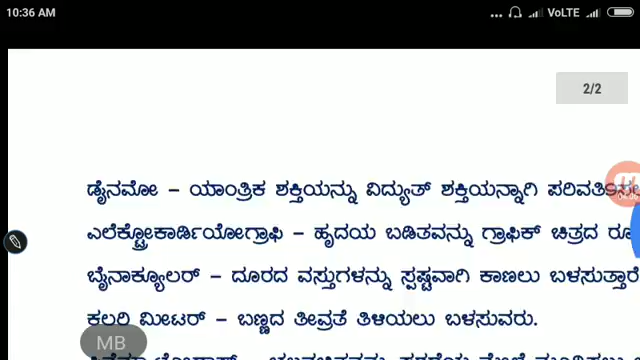 10:36 AM
VoLTE
2/2
ಡೈನಮೋ – ಯಾಂತ್ರಿಕ ಶಕ್ತಿಯನ್ನು ವಿದ್ಯುತ್ ಶಕ್ತಿಯನ್ನಾಗಿ
ಎಲೆಕ್ಟ್ರೋಕಾರ್ಡಿಯೋಗ್ರಾಫಿ – ಹೃದಯ ಬಡಿತವನ್ನು ಗ್ರಾಫಿಕ್ ಚಿತ್ರದ
ಬೈನಾಕ್ಯೂಲರ್ – ದೂರದ ವಸ್ತುಗಳನ್ನು ಸ್ಪಷ್ಟವಾಗಿ ಕಾಣಲು ಬಳಸುತ್ತಾರೆ
ಕಲರಿ ಮೀಟರ್ – ಬಣ್ಣದ ತೀವ್ರತೆ ತಿಳಿಯಲು ಬಳಸುವರು.
MB